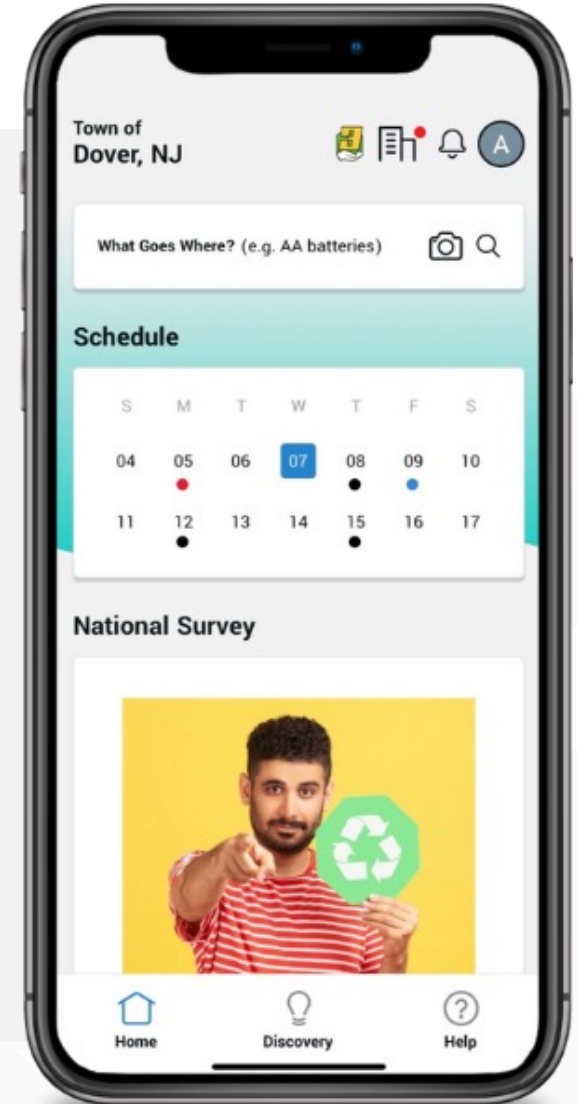 Town of
Dover, NJ
A
What Goes Where? (e.g. AA batteries)
Schedule
S M T W T F S
04 05 06 07 08 09 10
11 12 13 14 15 16 17
National Survey
Home Discovery Help